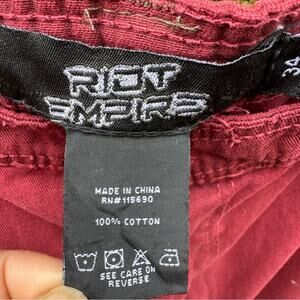 RIOT
EMPIRE
34
MADE IN CHINA
RN#115690
100% COTTON
SEE CARE ON
REVERSE